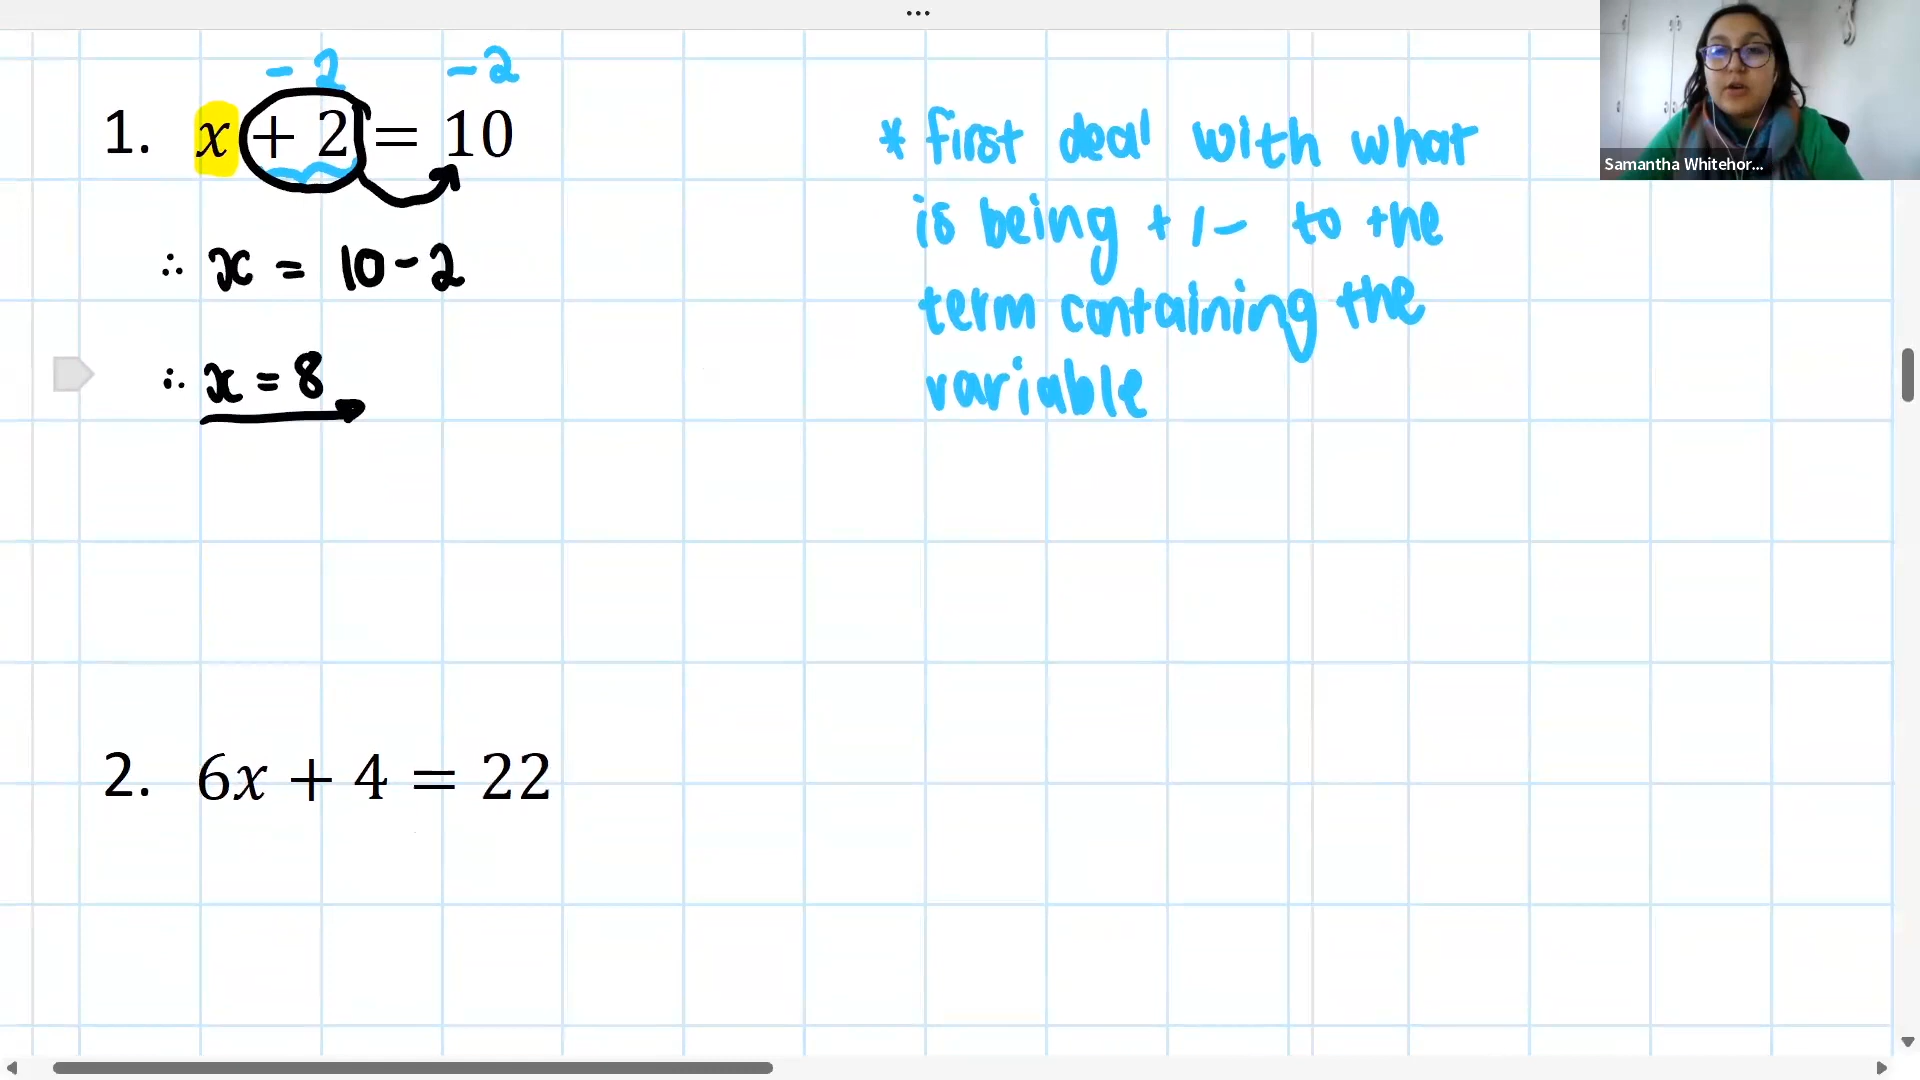 - 2 - 2
1. x + 2 = 10
∴ x = 10 - 2
∴ x = 8
* first deal with what
is being + / - to the
term containing the
variable
2. 6x + 4 = 22
Samantha Whitehor...